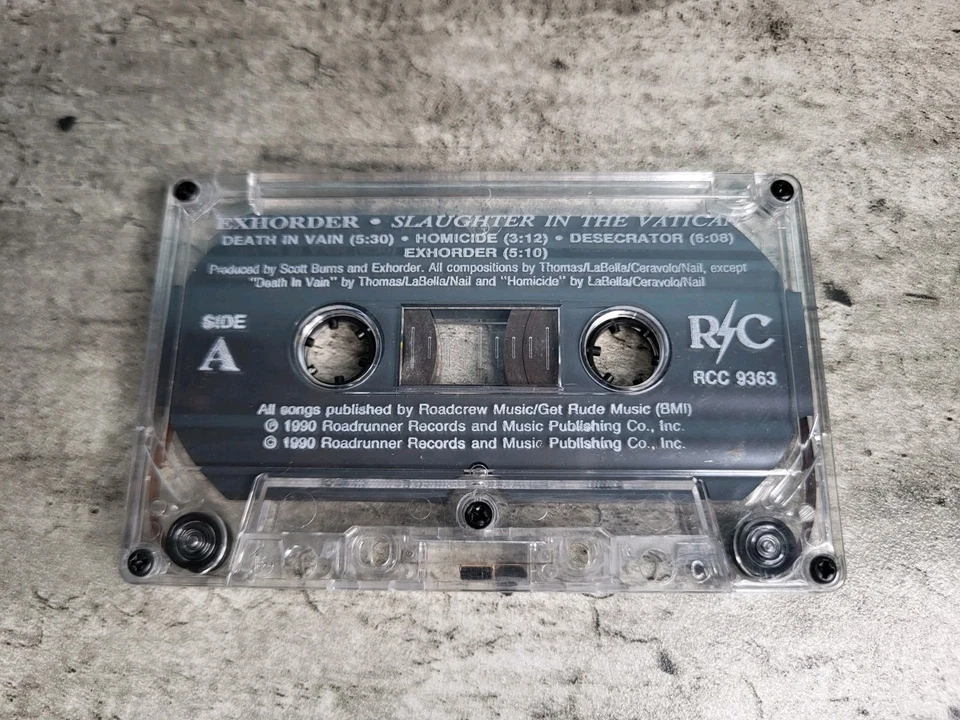 EXHORDER • SLAUGHTER IN THE VATICAN
DEATH IN VAIN (5:30) • HOMICIDE (3:12) • DESECRATOR (6:08)
EXHORDER (5:10)
Produced by Scott Burns and Exhorder. All compositions by Thomas/LaBella/Ceravolo/Nail, except
"Death In Vain" by Thomas/LaBella/Nail and "Homicide" by LaBella/Ceravolo/Nail
SIDE
A
R/C
RCC 9363
All songs published by Roadcrew Music/Get Rude Music (BMI)
℗ 1990 Roadrunner Records and Music Publishing Co., Inc.
© 1990 Roadrunner Records and Music Publishing Co., Inc.